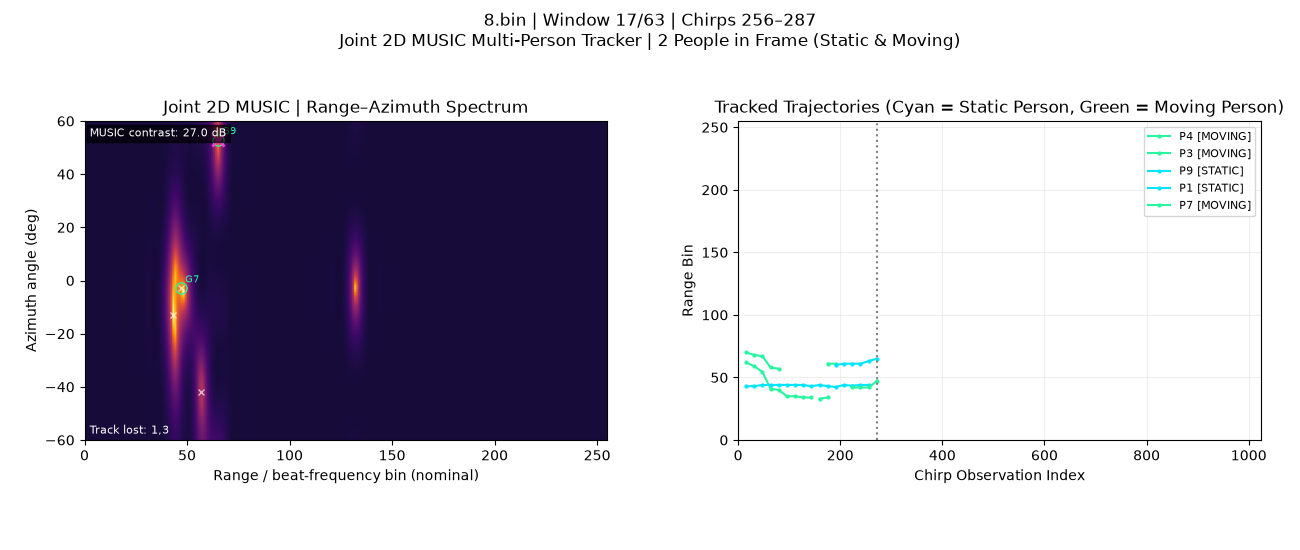 8.bin | Window 17/63 | Chirps 256–287
Joint 2D MUSIC Multi-Person Tracker | 2 People in Frame (Static & Moving)
Joint 2D MUSIC | Range–Azimuth Spectrum
MUSIC contrast: 27.0 dB
9
G7
Track lost: 1,3
60
40
20
0
−20
−40
−60
Azimuth angle (deg)
0 50 100 150 200 250
Range / beat-frequency bin (nominal)
Tracked Trajectories (Cyan = Static Person, Green = Moving Person)
P4 [MOVING]
P3 [MOVING]
P9 [STATIC]
P1 [STATIC]
P7 [MOVING]
250
200
150
100
50
0
Range Bin
0 200 400 600 800 1000
Chirp Observation Index